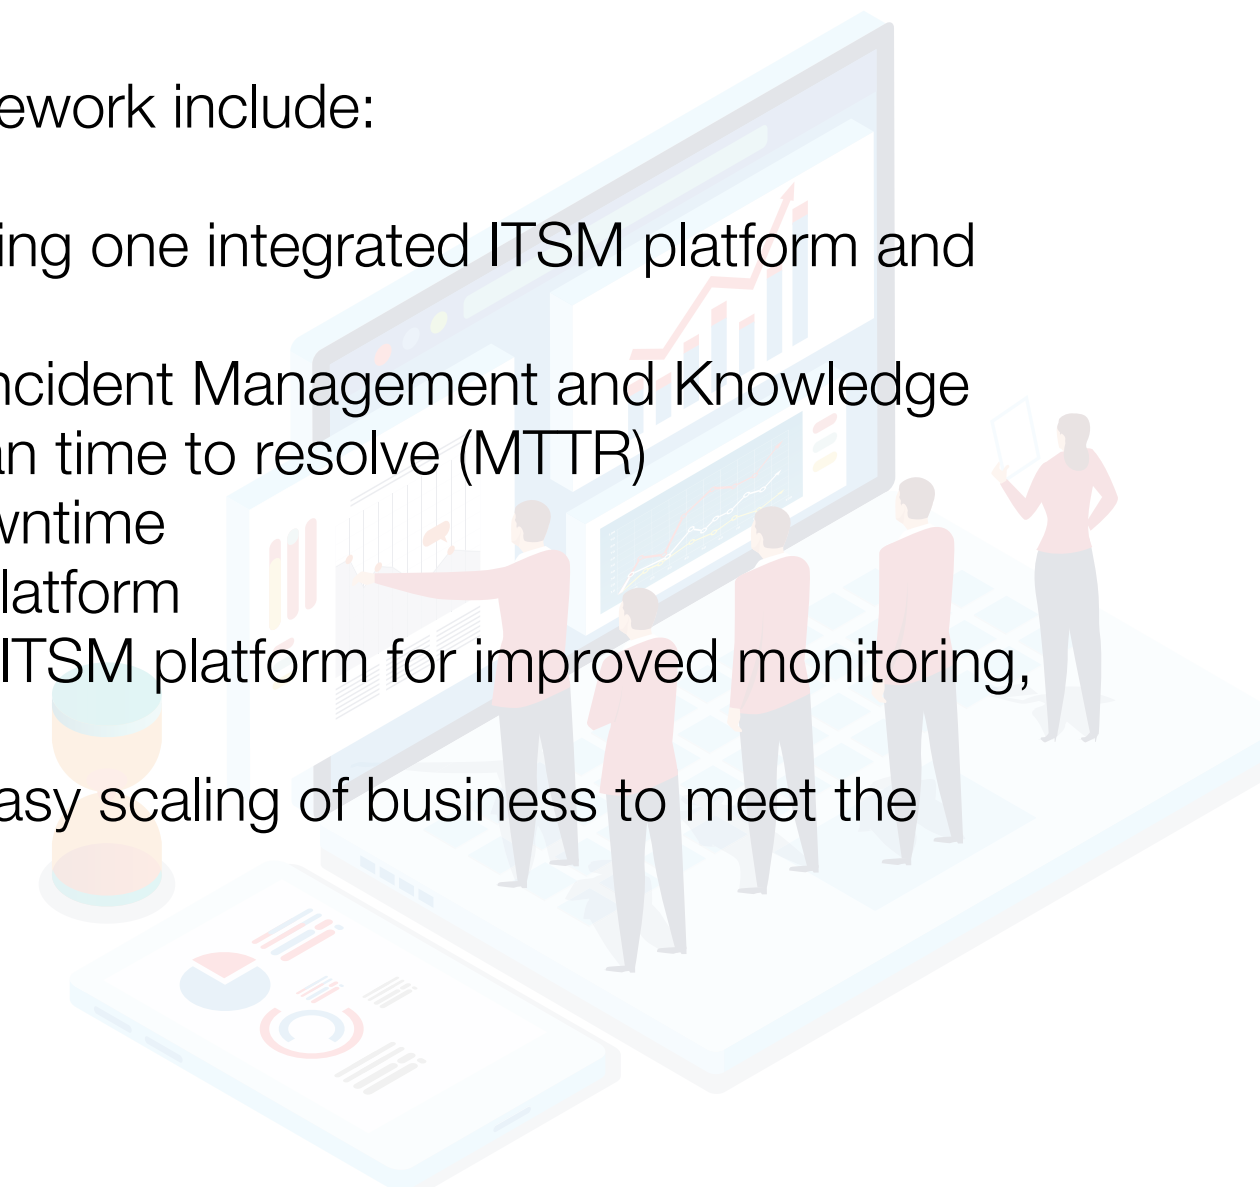 ework include:
ing one integrated ITSM platform and
ncident Management and Knowledge
an time to resolve (MTTR)
wntime
latform
ITSM platform for improved monitoring,
asy scaling of business to meet the